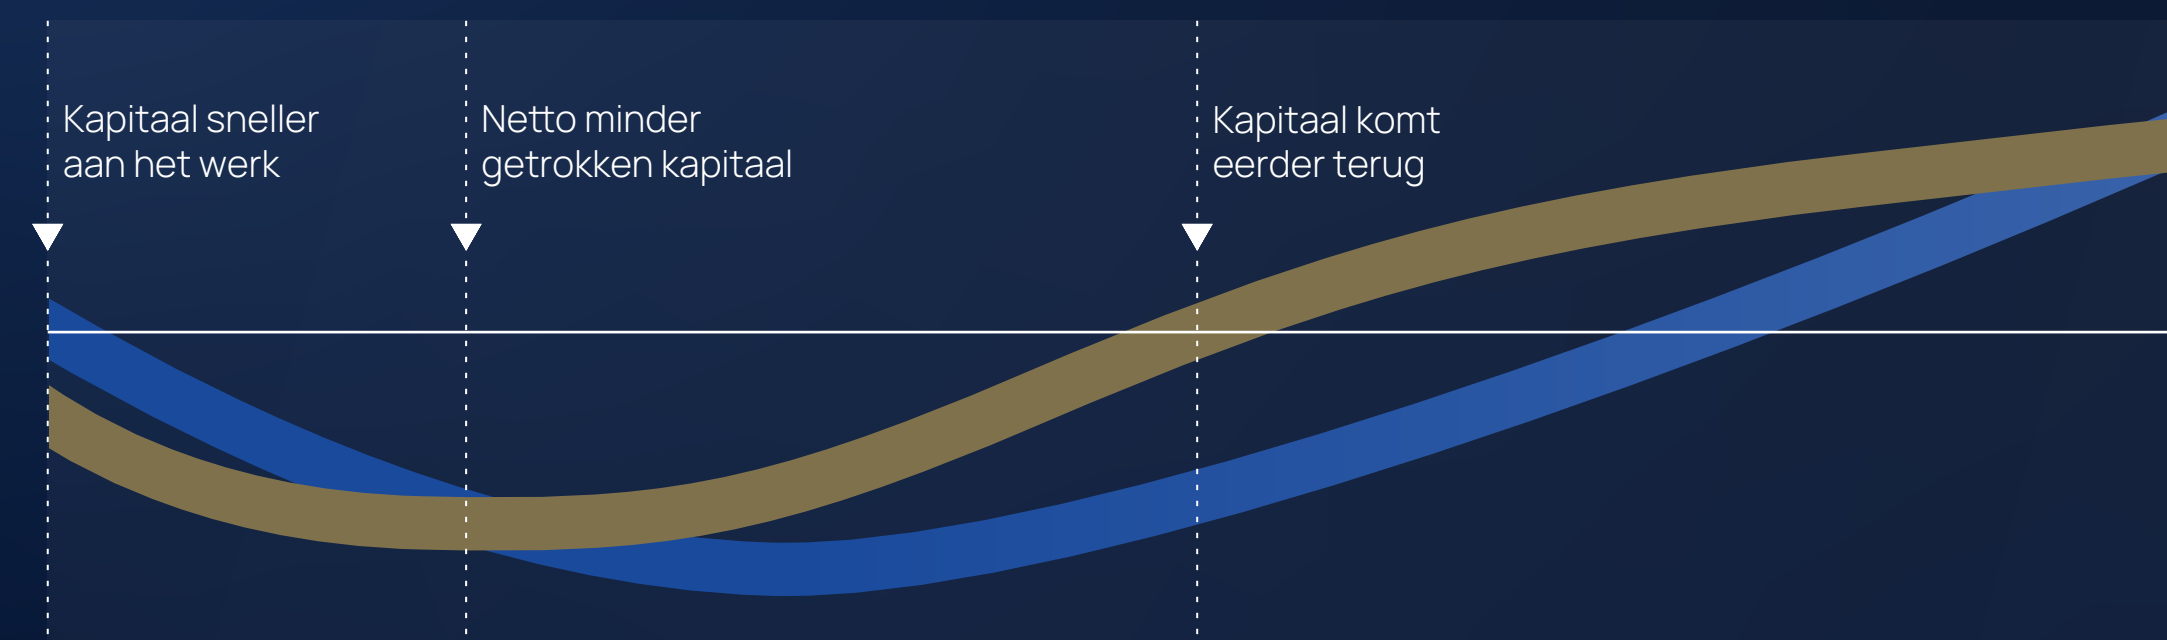 Kapitaal sneller
aan het werk
Netto minder
getrokken kapitaal
Kapitaal komt
eerder terug